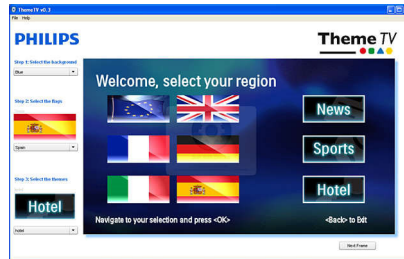 ThemeTV v0.3
File Help
PHILIPS
Theme TV
Step 1: Select the background
Blue
Step 2: Select the flags
Spain
Step 3: Select the Banners
Hotel
hotel
Welcome, select your region
News
Sports
Hotel
Navigate to your selection and press <OK>
<Back> to Exit
Next Frame